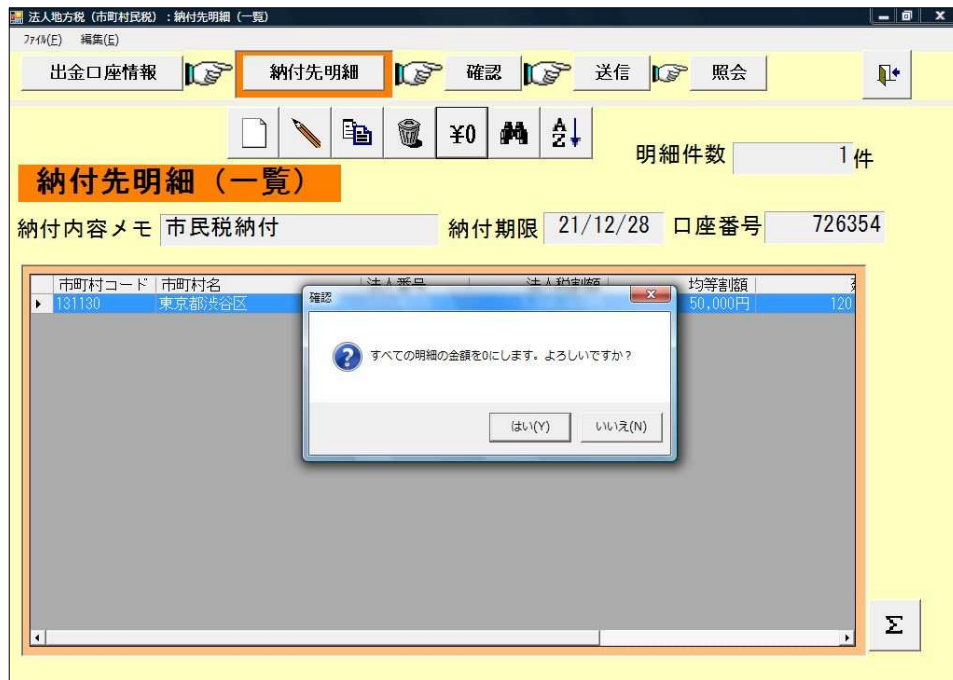 法人地方税（市町村民税）：納付先明細（一覧）
ﾌｧｲﾙ(F) 編集(E)
出金口座情報 納付先明細 確認 送信 照会
¥0 A Z
明細件数 1件
納付先明細（一覧）
納付内容メモ 市民税納付 納付期限 21/12/28 口座番号 726354
市町村コード 市町村名 法人番号 法人税割額 均等割額
131130 東京都渋谷区 50,000円 120
確認
すべての明細の金額を0にします。よろしいですか？
はい(Y) いいえ(N)
Σ